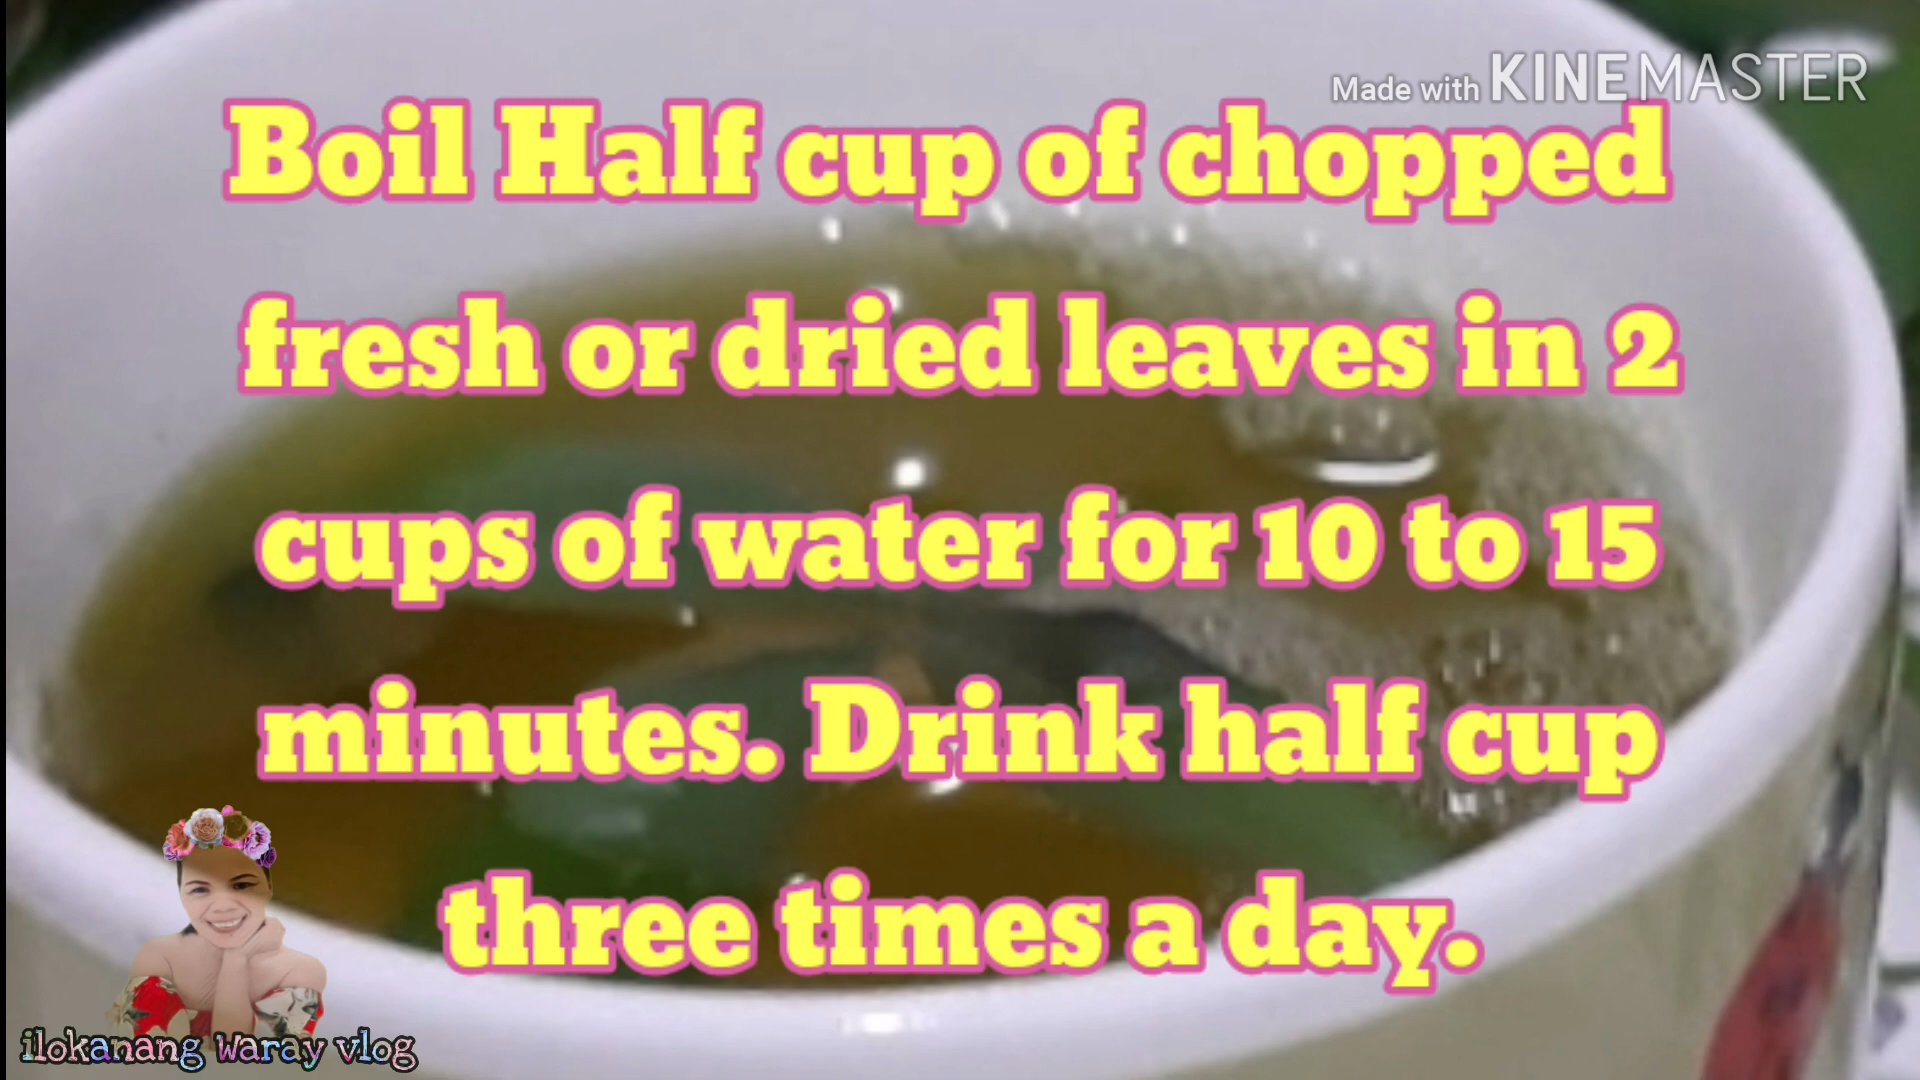 Made with KINEMASTER
Boil Half cup of chopped
fresh or dried leaves in 2
cups of water for 10 to 15
minutes. Drink half cup
three times a day.
ilokanang waray vlog